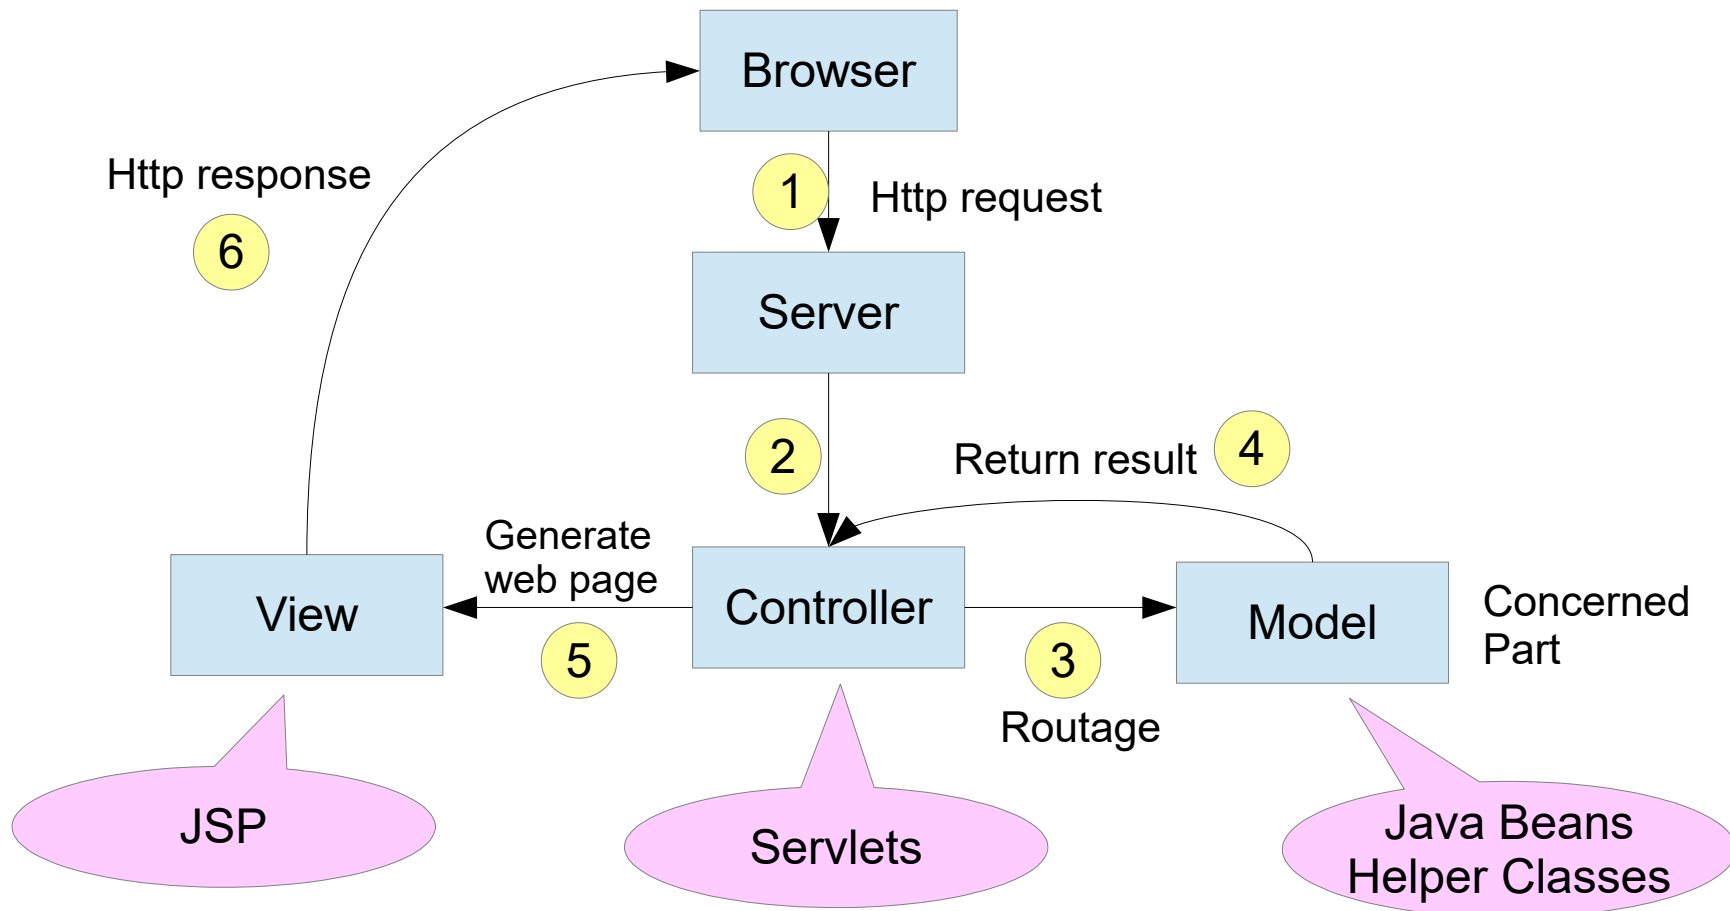 Browser
Http response
1
Http request
6
Server
2
Return result
4
Generate
web page
View
Controller
Model
Concerned
Part
5
3
Routage
JSP
Servlets
Java Beans
Helper Classes